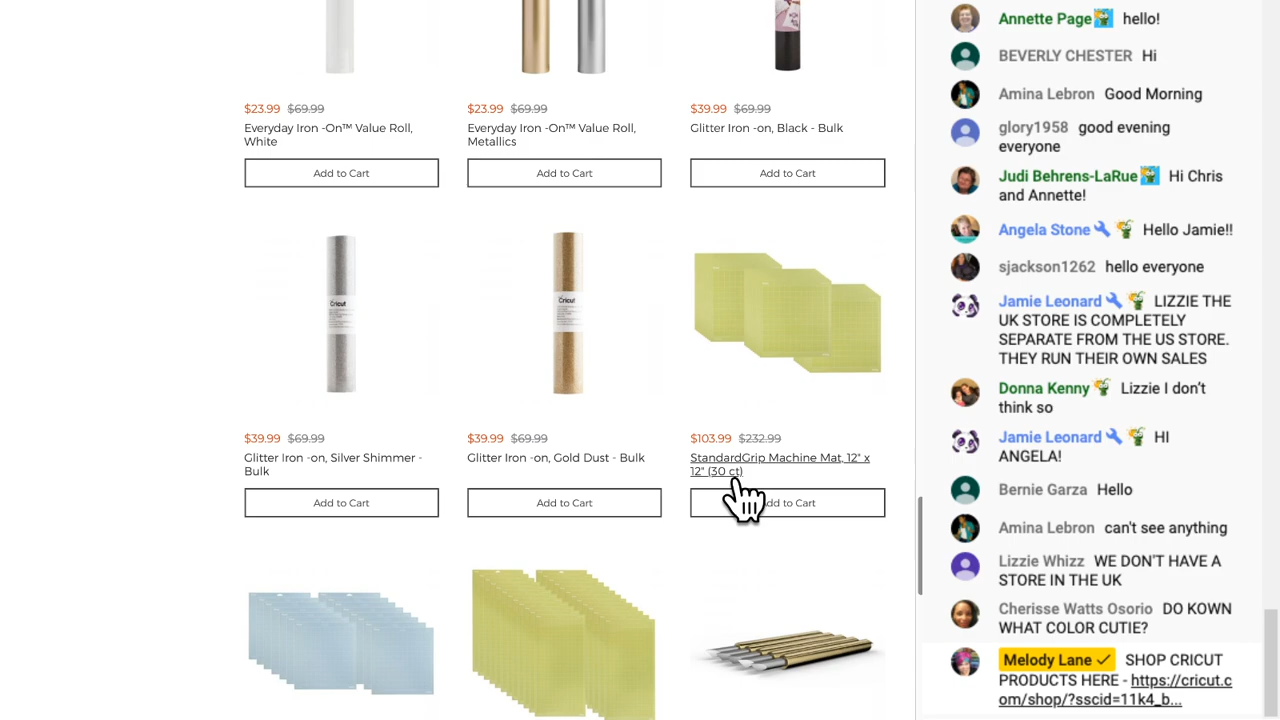 $23.99 $69.99
Everyday Iron -On™ Value Roll,
White
Add to Cart
$23.99 $69.99
Everyday Iron -On™ Value Roll,
Metallics
Add to Cart
$39.99 $69.99
Glitter Iron -on, Black - Bulk
Add to Cart
Cricut
$39.99 $69.99
Glitter Iron -on, Silver Shimmer -
Bulk
Add to Cart
Cricut
$39.99 $69.99
Glitter Iron -on, Gold Dust - Bulk
Add to Cart
$103.99 $232.99
StandardGrip Machine Mat, 12" x
12" (30 ct)
Add to Cart
Annette Page hello!
BEVERLY CHESTER Hi
Amina Lebron Good Morning
glory1958 good evening
everyone
Judi Behrens-LaRue Hi Chris
and Annette!
Angela Stone Hello Jamie!!
sjackson1262 hello everyone
Jamie Leonard LIZZIE THE
UK STORE IS COMPLETELY
SEPARATE FROM THE US STORE.
THEY RUN THEIR OWN SALES
Donna Kenny Lizzie I don't
think so
Jamie Leonard HI
ANGELA!
Bernie Garza Hello
Amina Lebron can't see anything
Lizzie Whizz WE DON'T HAVE A
STORE IN THE UK
Cherisse Watts Osorio DO KOWN
WHAT COLOR CUTIE?
Melody Lane SHOP CRICUT
PRODUCTS HERE - https://cricut.c
om/shop/?sscid=11k4_b...